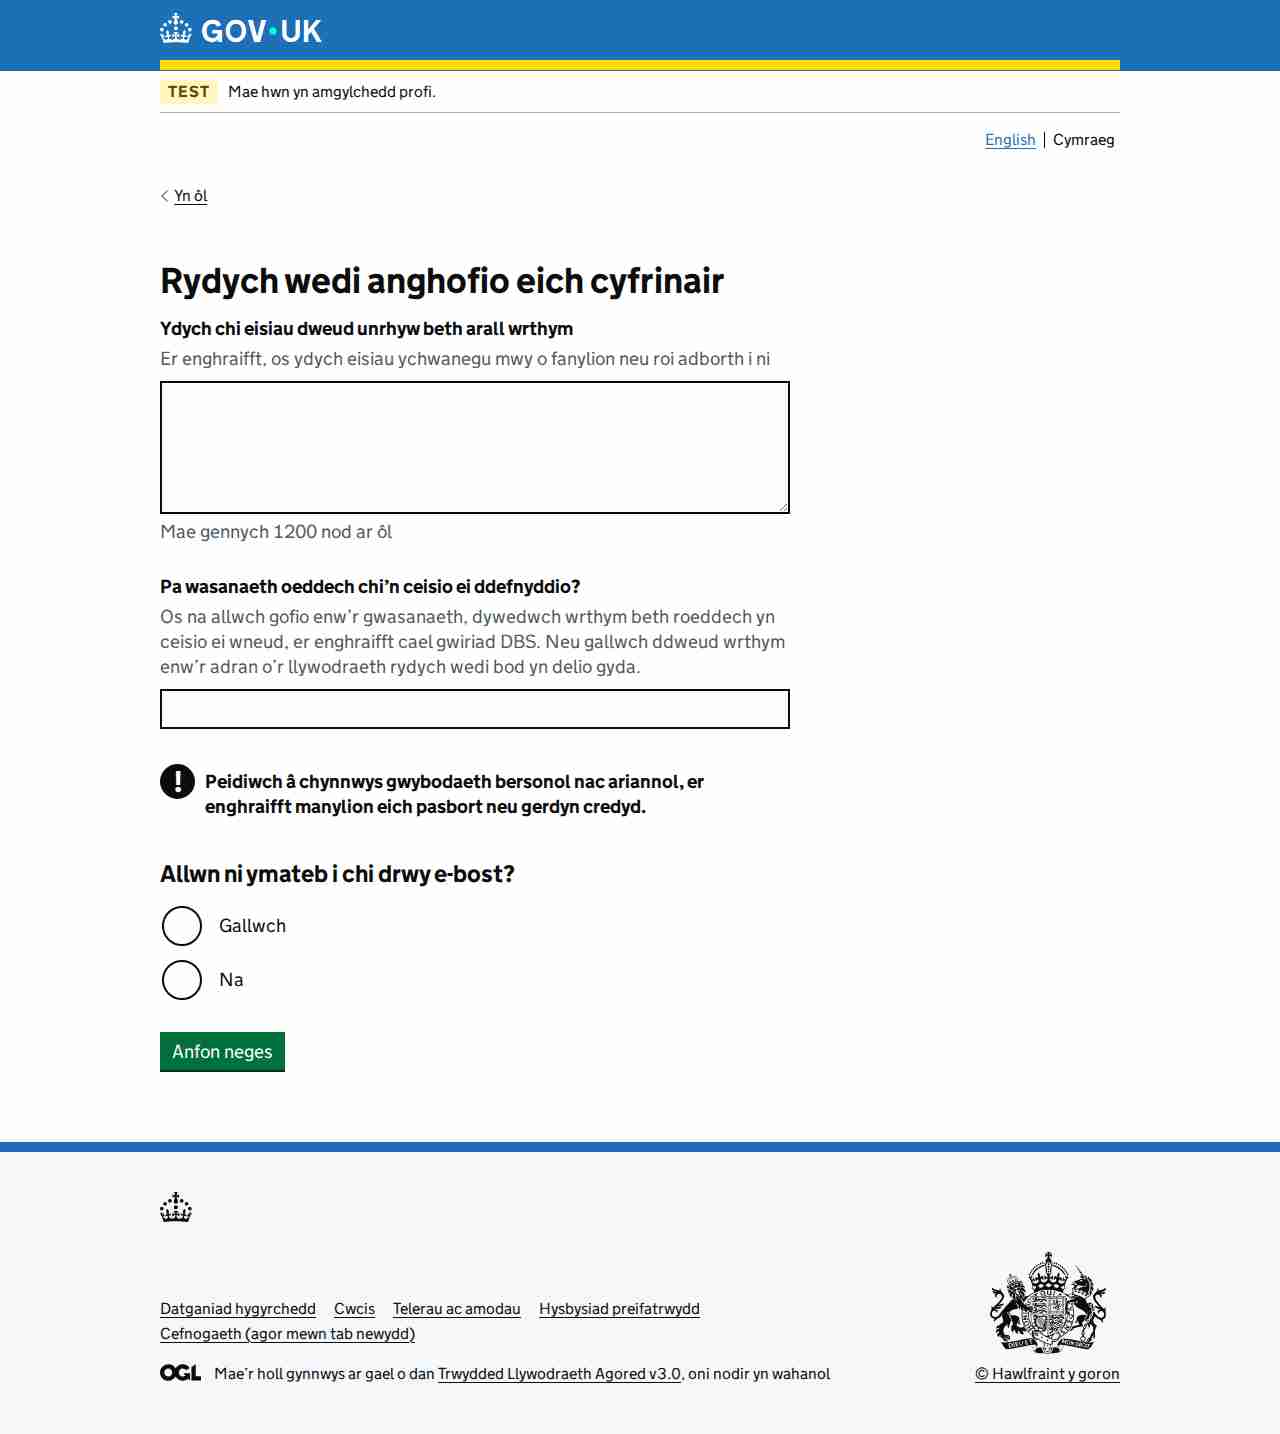 GOV·UK
TEST Mae hwn yn amgylchedd profi.
English Cymraeg
Yn ôl
Rydych wedi anghofio eich cyfrinair
Ydych chi eisiau dweud unrhyw beth arall wrthym
Er enghraifft, os ydych eisiau ychwanegu mwy o fanylion neu roi adborth i ni
Mae gennych 1200 nod ar ôl
Pa wasanaeth oeddech chi’n ceisio ei ddefnyddio?
Os na allwch gofio enw’r gwasanaeth, dywedwch wrthym beth roeddech yn
ceisio ei wneud, er enghraifft cael gwiriad DBS. Neu gallwch ddweud wrthym
enw’r adran o’r llywodraeth rydych wedi bod yn delio gyda.
! Peidiwch â chynnwys gwybodaeth bersonol nac ariannol, er
enghraifft manylion eich pasbort neu gerdyn credyd.
Allwn ni ymateb i chi drwy e-bost?
Gallwch
Na
Anfon neges
Datganiad hygyrchedd Cwcis Telerau ac amodau Hysbysiad preifatrwydd
Cefnogaeth (agor mewn tab newydd)
OGL Mae’r holl gynnwys ar gael o dan Trwydded Llywodraeth Agored v3.0, oni nodir yn wahanol
© Hawlfraint y goron